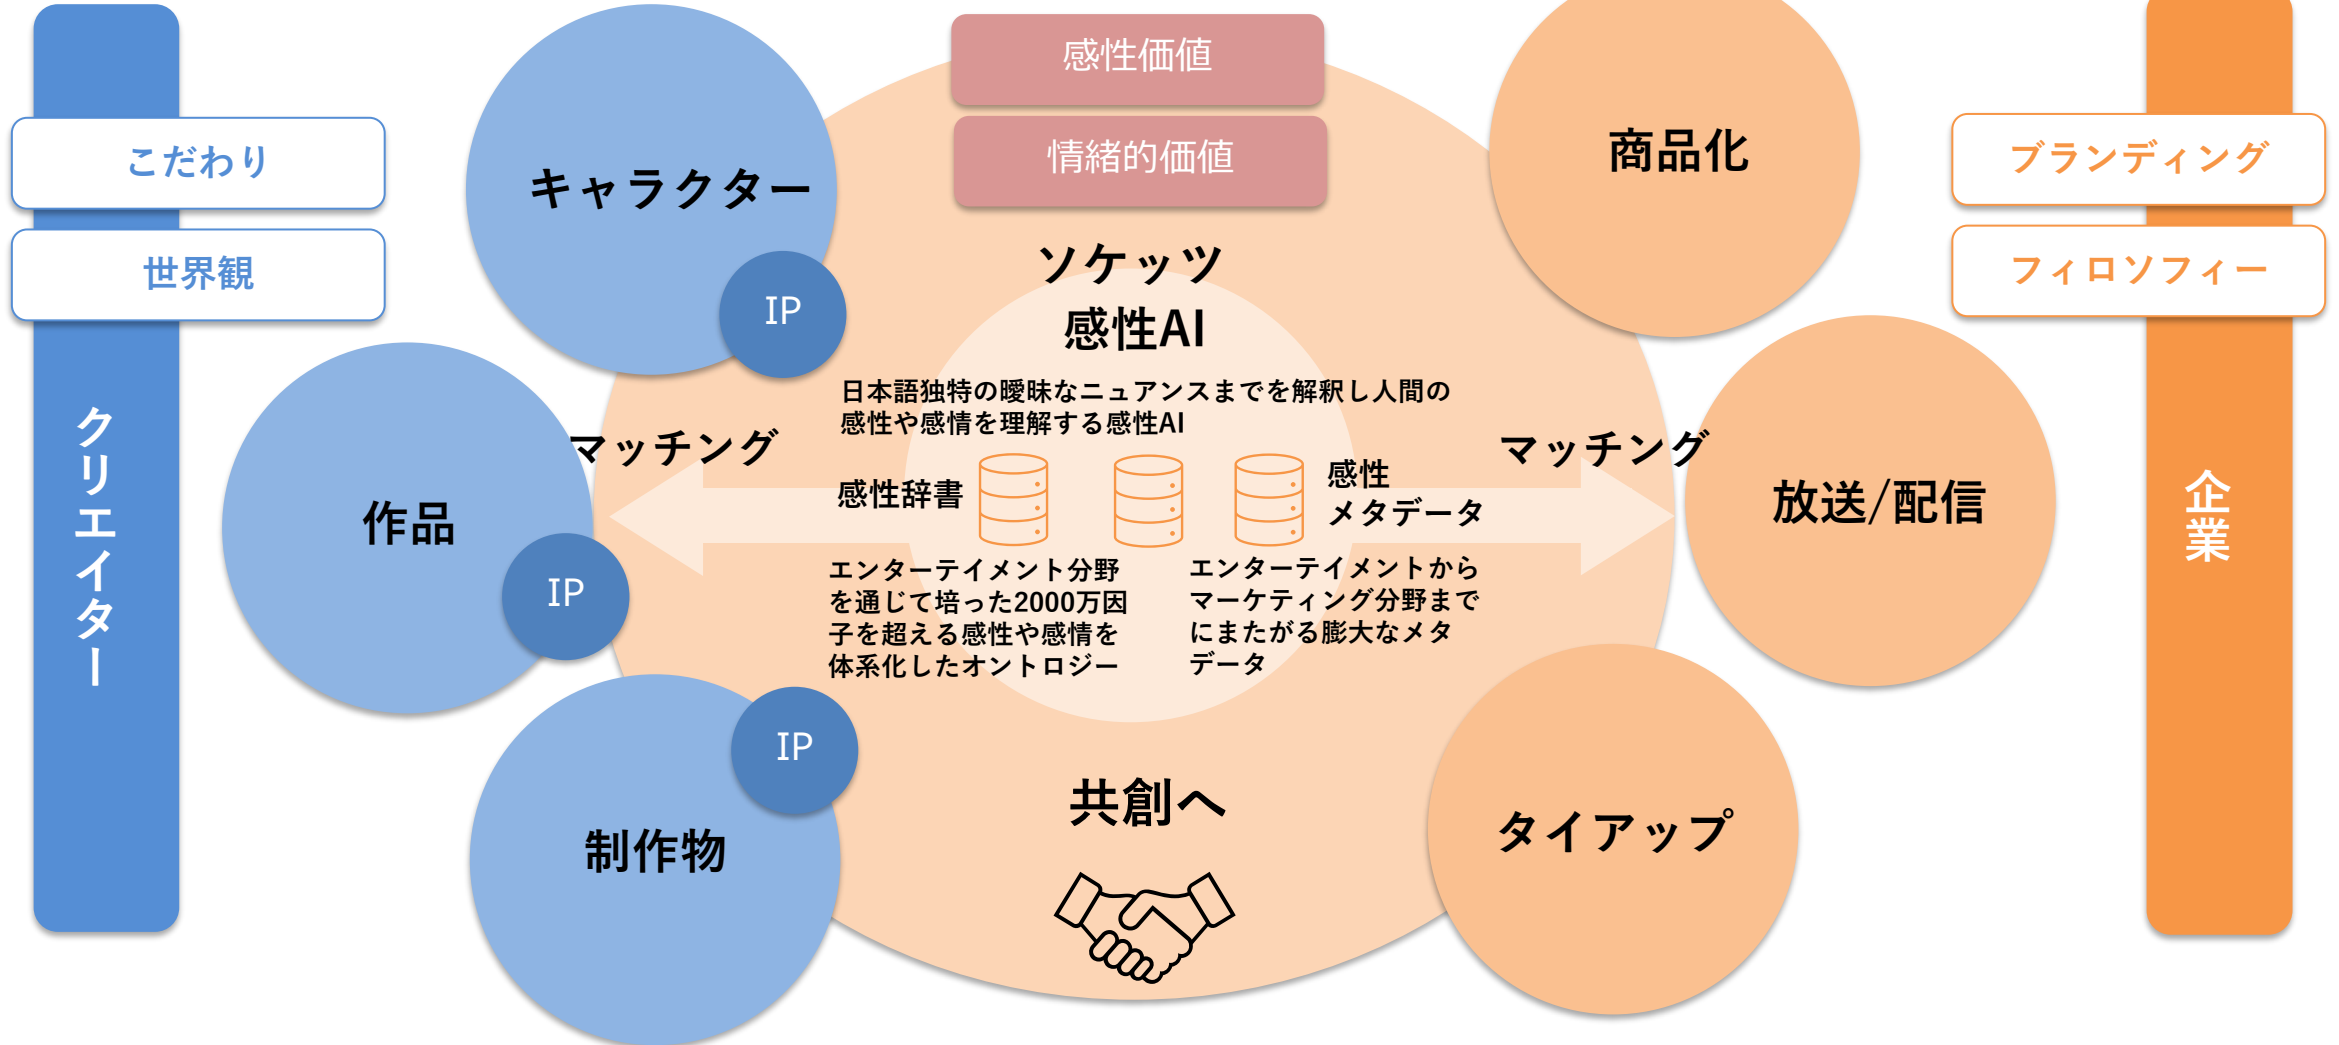 感性価値
情緒的価値
こだわり
世界観
クリエイター
キャラクター
IP
作品
IP
制作物
IP
マッチング
ソケッツ
感性AI
日本語独特の曖昧なニュアンスまでを解釈し人間の
感性や感情を理解する感性AI
感性辞書
感性
メタデータ
エンターテイメント分野
を通じて培った2000万因
子を超える感性や感情を
体系化したオントロジー
エンターテイメントから
マーケティング分野まで
にまたがる膨大なメタ
データ
共創へ
マッチング
商品化
放送/配信
タイアップ
ブランディング
フィロソフィー
企業